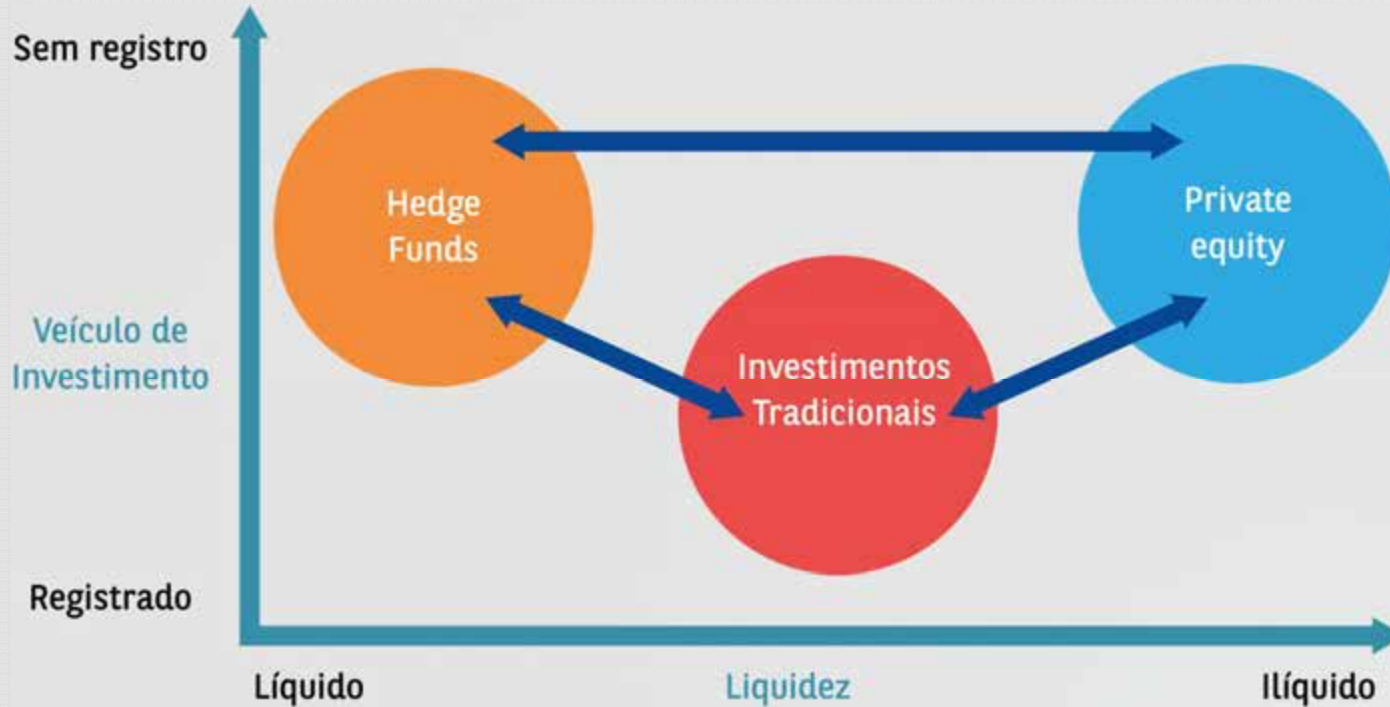 Sem registro
Hedge
Funds
Private
equity
Veículo de
Investimento
Investimentos
Tradicionais
Registrado
Líquido
Liquidez
Ilíquido